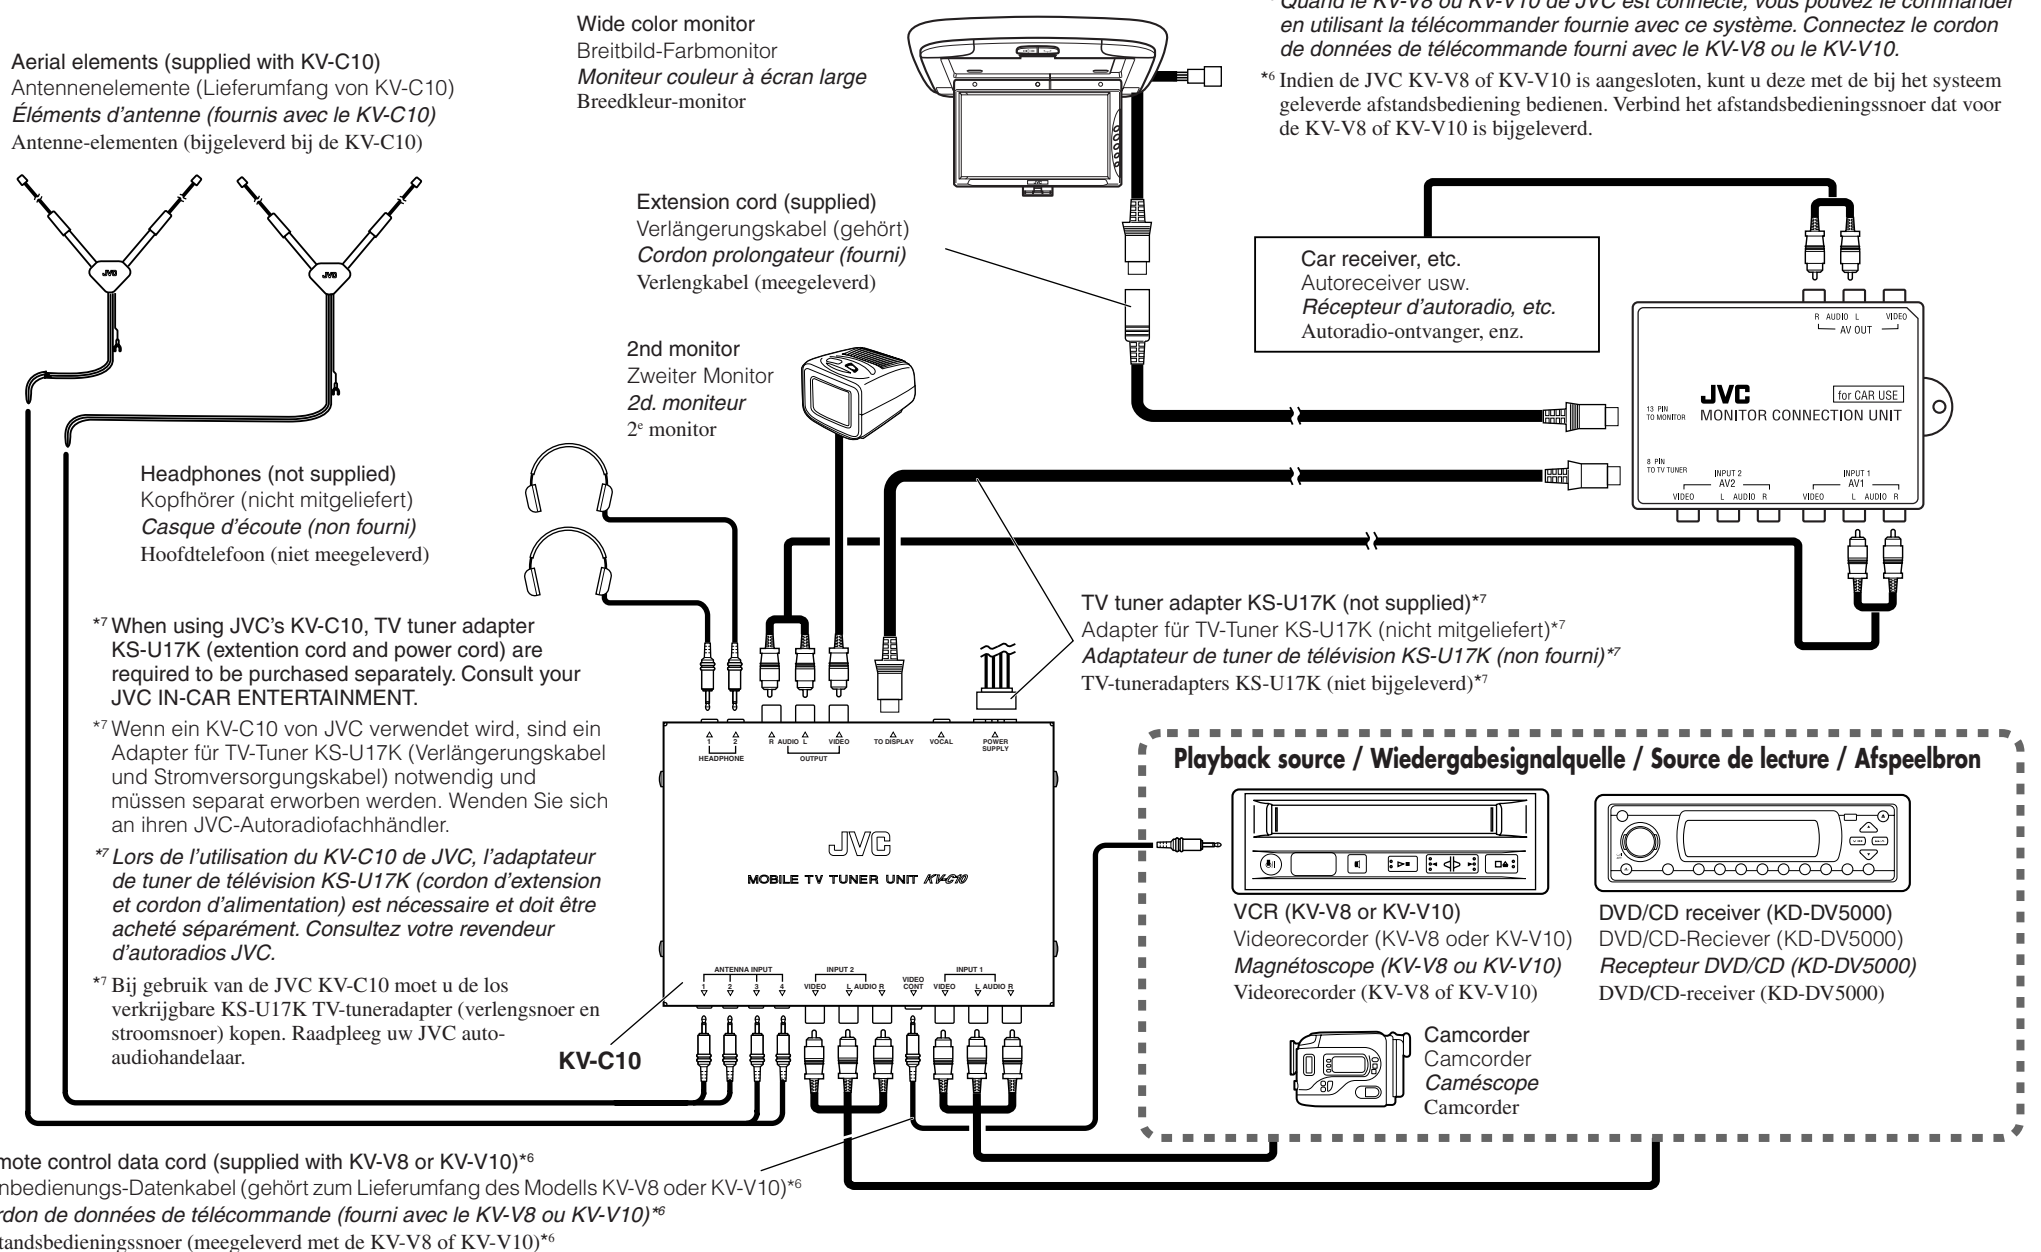 Aerial elements (supplied with KV-C10)
Antennenelemente (Lieferumfang von KV-C10)
Éléments d'antenne (fournis avec le KV-C10)
Antenne-elementen (bijgeleverd bij de KV-C10)
JVC
JVC
Wide color monitor
Breitbild-Farbmonitor
Moniteur couleur à écran large
Breedkleur-monitor
Quand le KV-V8 ou KV-V10 de JVC est connecté, vous pouvez le commander
en utilisant la télécommander fournie avec ce système. Connectez le cordon
de données de télécommande fourni avec le KV-V8 ou le KV-V10.
*6 Indien de JVC KV-V8 of KV-V10 is aangesloten, kunt u deze met de bij het systeem
geleverde afstandsbediening bedienen. Verbind het afstandsbedieningssnoer dat voor
de KV-V8 of KV-V10 is bijgeleverd.
Extension cord (supplied)
Verlängerungskabel (gehört)
Cordon prolongateur (fourni)
Verlengkabel (meegeleverd)
Car receiver, etc.
Autoreceiver usw.
Récepteur d'autoradio, etc.
Autoradio-ontvanger, enz.
R AUDIO L VIDEO
AV OUT
JVC
for CAR USE
MONITOR CONNECTION UNIT
13 PIN
TO MONITOR
8 PIN
TO TV TUNER
INPUT 2
AV2
VIDEO L AUDIO R
INPUT 1
AV1
VIDEO L AUDIO R
2nd monitor
Zweiter Monitor
2d. moniteur
2e monitor
Headphones (not supplied)
Kopfhörer (nicht mitgeliefert)
Casque d'écoute (non fourni)
Hoofdtelefoon (niet meegeleverd)
TV tuner adapter KS-U17K (not supplied)*7
Adapter für TV-Tuner KS-U17K (nicht mitgeliefert)*7
Adaptateur de tuner de télévision KS-U17K (non fourni)*7
TV-tuneradapters KS-U17K (niet bijgeleverd)*7
*7 When using JVC's KV-C10, TV tuner adapter
KS-U17K (extention cord and power cord) are
required to be purchased separately. Consult your
JVC IN-CAR ENTERTAINMENT.
*7 Wenn ein KV-C10 von JVC verwendet wird, sind ein
Adapter für TV-Tuner KS-U17K (Verlängerungskabel
und Stromversorgungskabel) notwendig und
müssen separat erworben werden. Wenden Sie sich
an ihren JVC-Autoradiofachhändler.
*7 Lors de l'utilisation du KV-C10 de JVC, l'adaptateur
de tuner de télévision KS-U17K (cordon d'extension
et cordon d'alimentation) est nécessaire et doit être
acheté séparément. Consultez votre revendeur
d'autoradios JVC.
*7 Bij gebruik van de JVC KV-C10 moet u de los
verkrijgbare KS-U17K TV-tuneradapter (verlengsnoer en
stroomsnoer) kopen. Raadpleeg uw JVC auto-
audiohandelaar.
1 2 R AUDIO L VIDEO TO DISPLAY VOCAL POWER SUPPLY
HEADPHONE OUTPUT
JVC
MOBILE TV TUNER UNIT KV-C10
ANTENNA INPUT INPUT 2 VIDEO CONT INPUT 1
1 2 3 4 VIDEO L AUDIO R VIDEO L AUDIO R
KV-C10
Playback source / Wiedergabesignalquelle / Source de lecture / Afspeelbron
VCR (KV-V8 or KV-V10)
Videorecorder (KV-V8 oder KV-V10)
Magnétoscope (KV-V8 ou KV-V10)
Videorecorder (KV-V8 of KV-V10)
DVD/CD receiver (KD-DV5000)
DVD/CD-Reciever (KD-DV5000)
Recepteur DVD/CD (KD-DV5000)
DVD/CD-receiver (KD-DV5000)
Camcorder
Camcorder
Caméscope
Camcorder
mote control data cord (supplied with KV-V8 or KV-V10)*6
nbedienungs-Datenkabel (gehört zum Lieferumfang des Modells KV-V8 oder KV-V10)*6
rdon de données de télécommande (fourni avec le KV-V8 ou KV-V10)*6
tandsbedieningssnoer (meegeleverd met de KV-V8 of KV-V10)*6